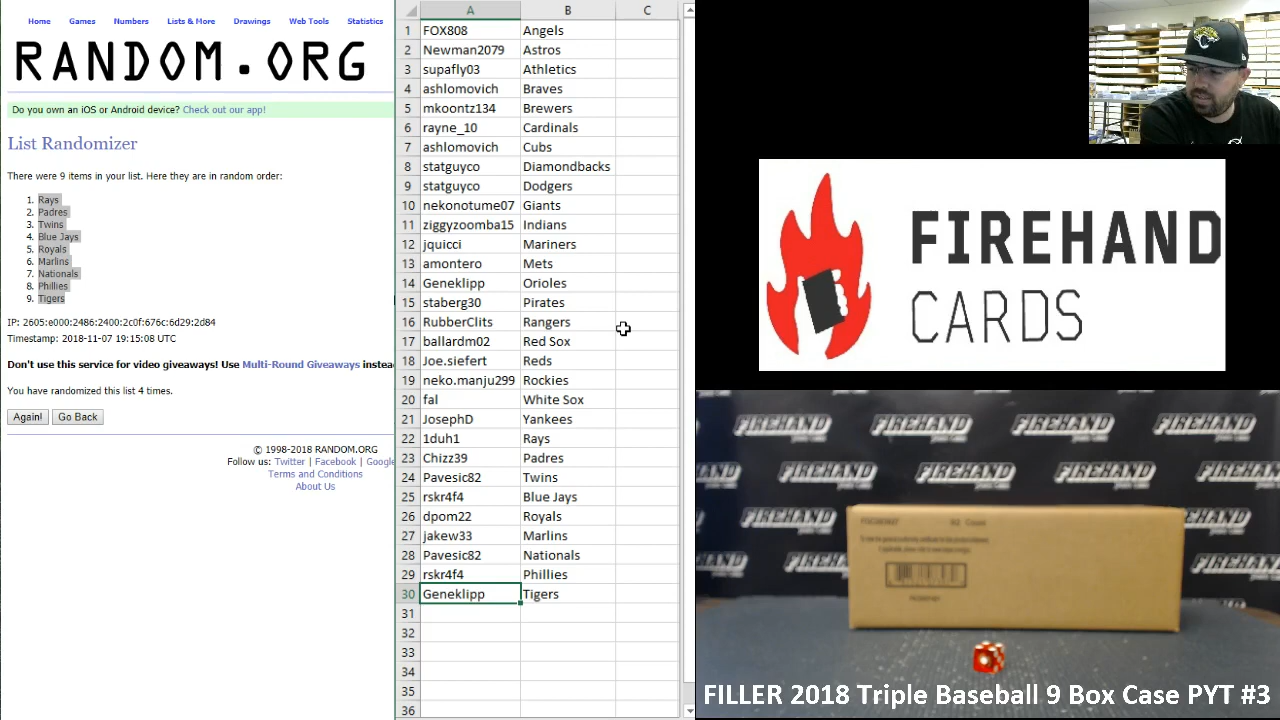 Home Games Numbers Lists & More Drawings Web Tools Statistics
RANDOM.ORG
Do you own an iOS or Android device? Check out our app!
List Randomizer
There were 9 items in your list. Here they are in random order:
1. Rays
2. Padres
3. Twins
4. Blue Jays
5. Royals
6. Marlins
7. Nationals
8. Phillies
9. Tigers
IP: 2605:e000:2486:2400:2c0f:676c:6d29:2d84
Timestamp: 2018-11-07 19:15:08 UTC
Don't use this service for video giveaways! Use Multi-Round Giveaways instea
You have randomized this list 4 times.
Again! Go Back
© 1998-2018 RANDOM.ORG
Follow us: Twitter | Facebook | Google
Terms and Conditions
About Us
A B C
1 FOX808 Angels
2 Newman2079 Astros
3 supafly03 Athletics
4 ashlomovich Braves
5 mkoontz134 Brewers
6 rayne_10 Cardinals
7 ashlomovich Cubs
8 statguyco Diamondbacks
9 statguyco Dodgers
10 nekonotume07 Giants
11 ziggyzoomba15 Indians
12 jquicci Mariners
13 amontero Mets
14 Geneklipp Orioles
15 staberg30 Pirates
16 RubberClits Rangers
17 ballardm02 Red Sox
18 Joe.siefert Reds
19 neko.manju299 Rockies
20 fal White Sox
21 JosephD Yankees
22 1duh1 Rays
23 Chizz39 Padres
24 Pavesic82 Twins
25 rskr4f4 Blue Jays
26 dpom22 Royals
27 jakew33 Marlins
28 Pavesic82 Nationals
29 rskr4f4 Phillies
30 Geneklipp Tigers
31
32
33
34
35
36
FIREHAND
CARDS
FIREHAND FIREHAND FIREHAND
FIREHAND FIREHAND FIREHAND FIREHAND
FIREHAND FIREHAND
FIREHAND FIREHAND
FILLER 2018 Triple Baseball 9 Box Case PYT #3